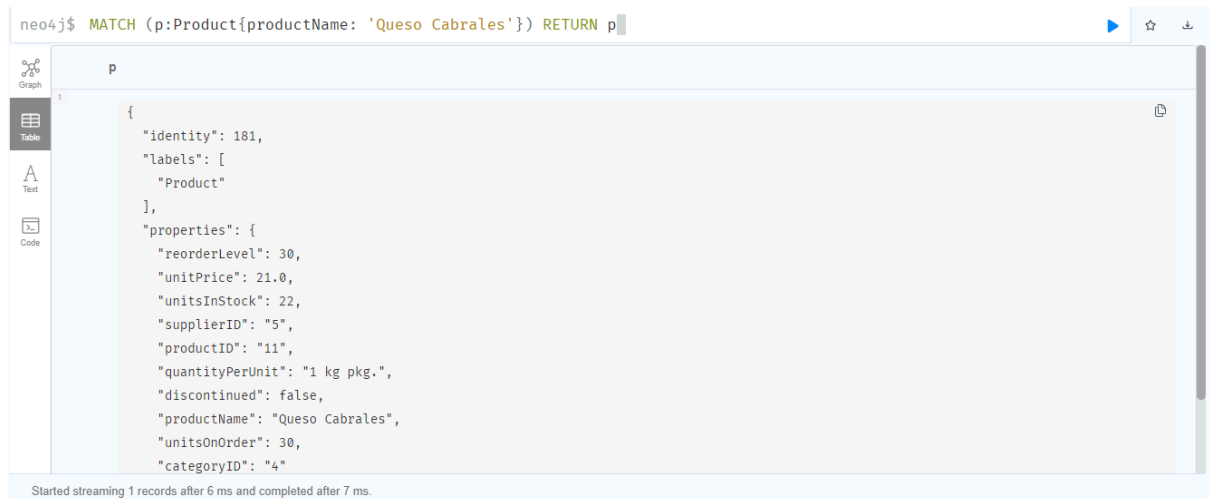 neo4j$ MATCH (p:Product{productName: 'Queso Cabrales'}) RETURN p
Graph
Table
A
Text
Code
p
1
{
"identity": 181,
"labels": [
"Product"
],
"properties": {
"reorderLevel": 30,
"unitPrice": 21.0,
"unitsInStock": 22,
"supplierID": "5",
"productID": "11",
"quantityPerUnit": "1 kg pkg.",
"discontinued": false,
"productName": "Queso Cabrales",
"unitsOnOrder": 30,
"categoryID": "4"
Started streaming 1 records after 6 ms and completed after 7 ms.